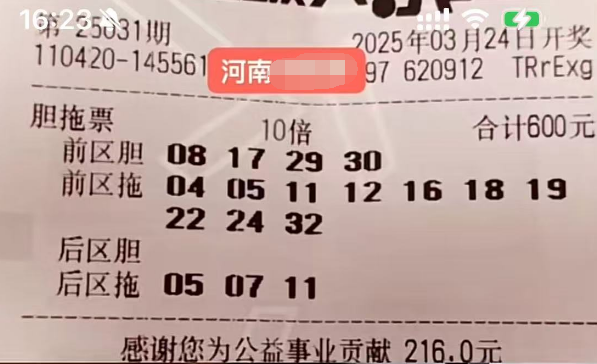 16:23
第-25031期 2025年03月24日开奖
110420-145561 97 620912 TRrExg
河南
胆拖票 10倍 合计600元
前区胆 08 17 29 30
前区拖 04 05 11 12 16 18 19
22 24 32
后区胆
后区拖 05 07 11
感谢您为公益事业贡献 216.0元